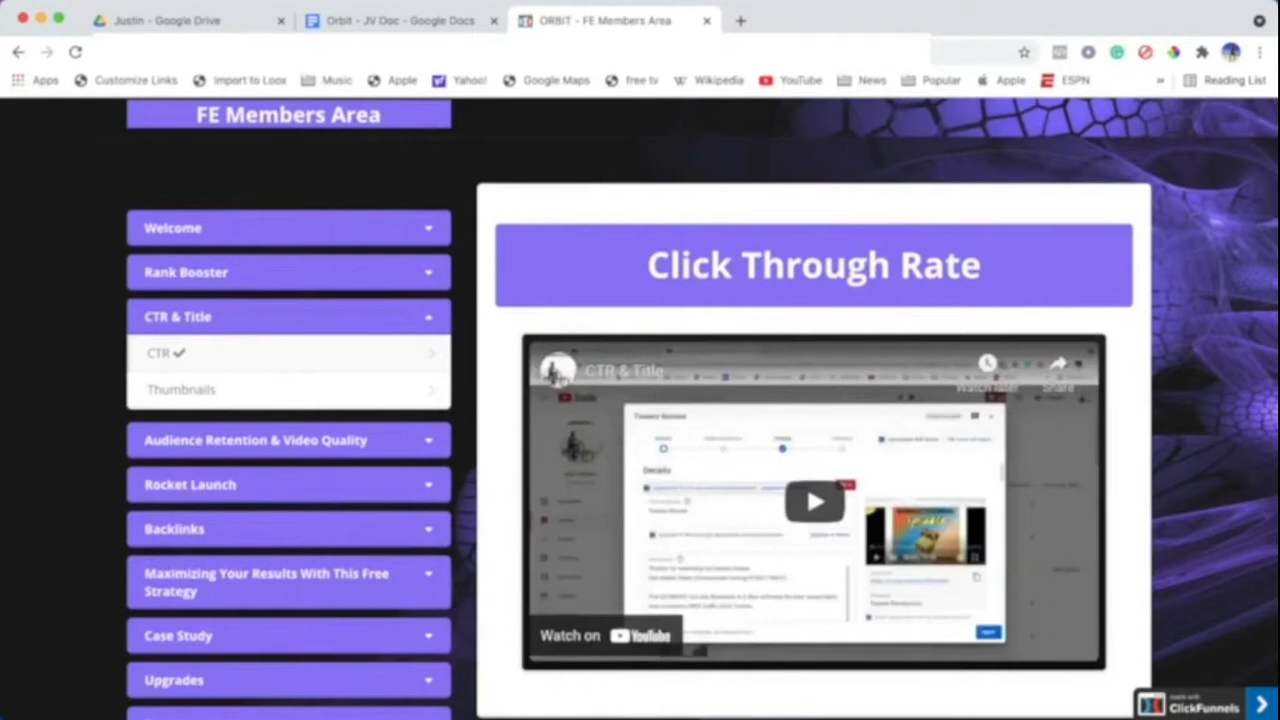 Justin - Google Drive
Orbit - JV Doc - Google Docs
ORBIT - FE Members Area
Apps
Customize Links
Import to Loox
Music
Apple
Yahoo!
Google Maps
free tv
Wikipedia
YouTube
News
Popular
Apple
ESPN
»
Reading List
FE Members Area
Welcome
Rank Booster
CTR & Title
CTR
Thumbnails
Audience Retention & Video Quality
Rocket Launch
Backlinks
Maximizing Your Results With This Free
Strategy
Case Study
Upgrades
Click Through Rate
CTR & Title
Watch later
Share
Details
Watch on YouTube
made with
ClickFunnels